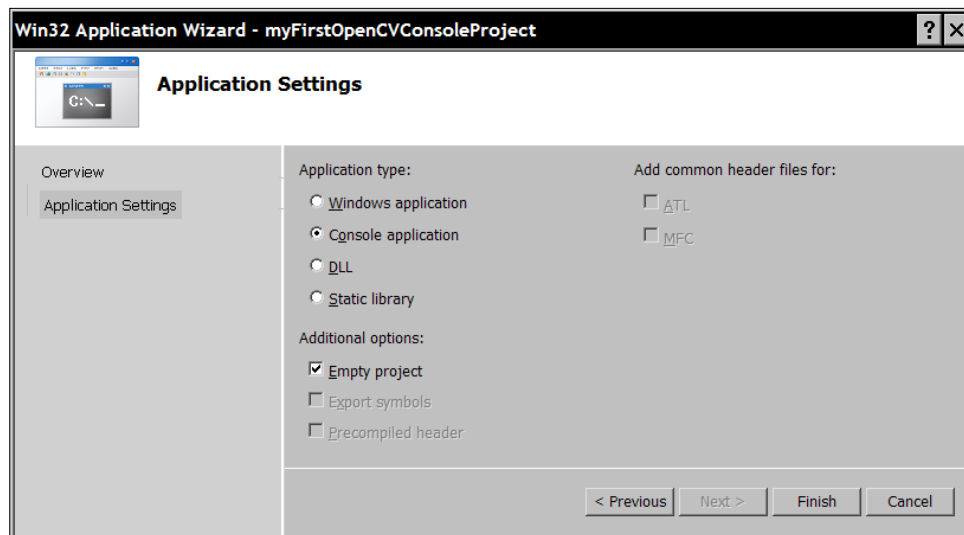 Win32 Application Wizard - myFirstOpenCVConsoleProject
? ×
C:\_
Application Settings
Overview
Application Settings
Application type:
Windows application
Console application
DLL
Static library
Additional options:
Empty project
Export symbols
Precompiled header
Add common header files for:
ATL
MFC
< Previous
Next >
Finish
Cancel